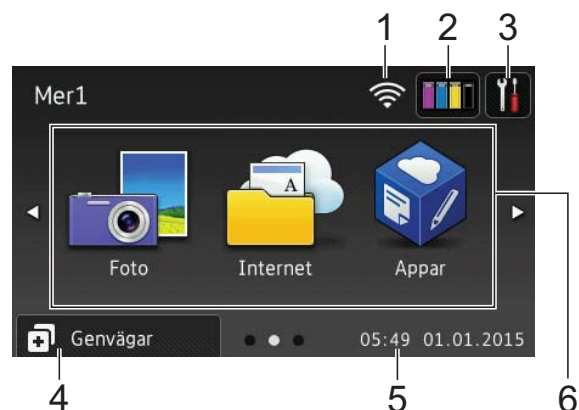 1 2 3
Mer1
A
Foto Internet Appar
6
Genvägar 05:49 01.01.2015
4 5